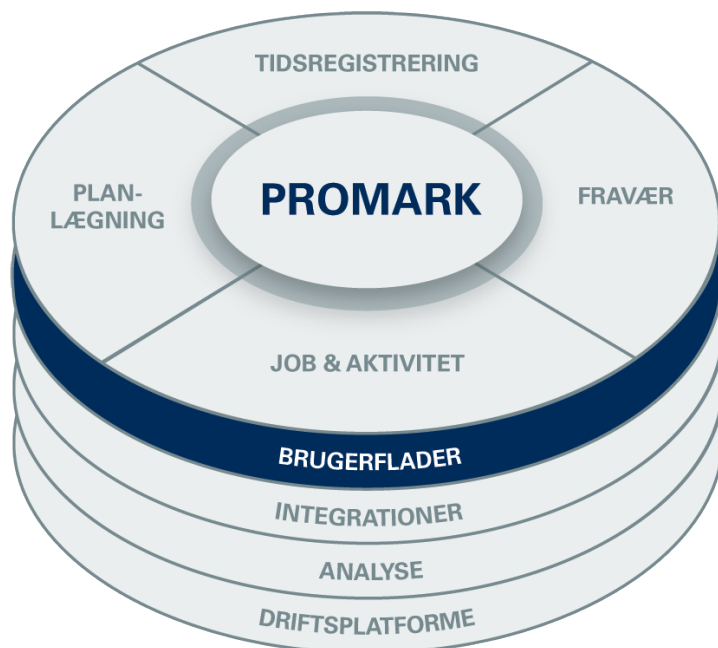 TIDSREGISTRERING
PLAN-
LÆGNING
PROMARK
FRAVÆR
JOB & AKTIVITET
BRUGERFLADER
INTEGRATIONER
ANALYSE
DRIFTSPLATFORME